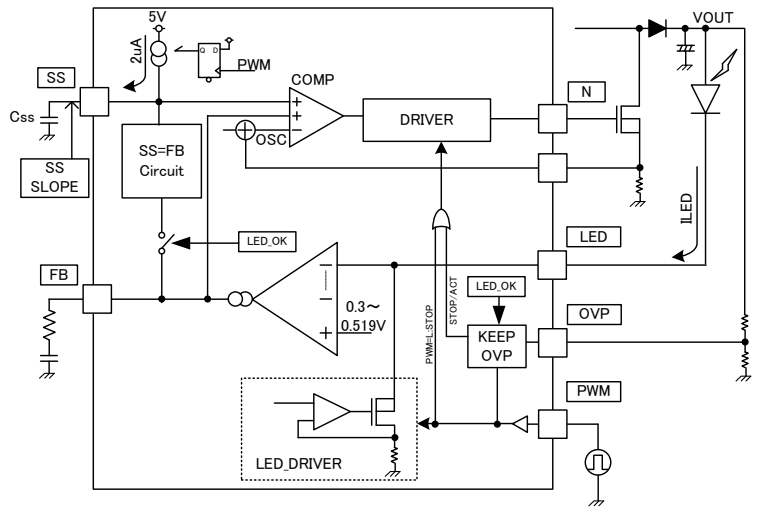 5V
VOUT
2uA
Q D
PWM
SS
COMP
N
Css
+
+
−
OSC
DRIVER
SS
SLOPE
SS=FB
Circuit
ILED
LED
LED_OK
FB
−
−
+
0.3～
0.519V
PWM=L:STOP
STOP/ACT
LED_OK
OVP
KEEP
OVP
PWM
LED_DRIVER